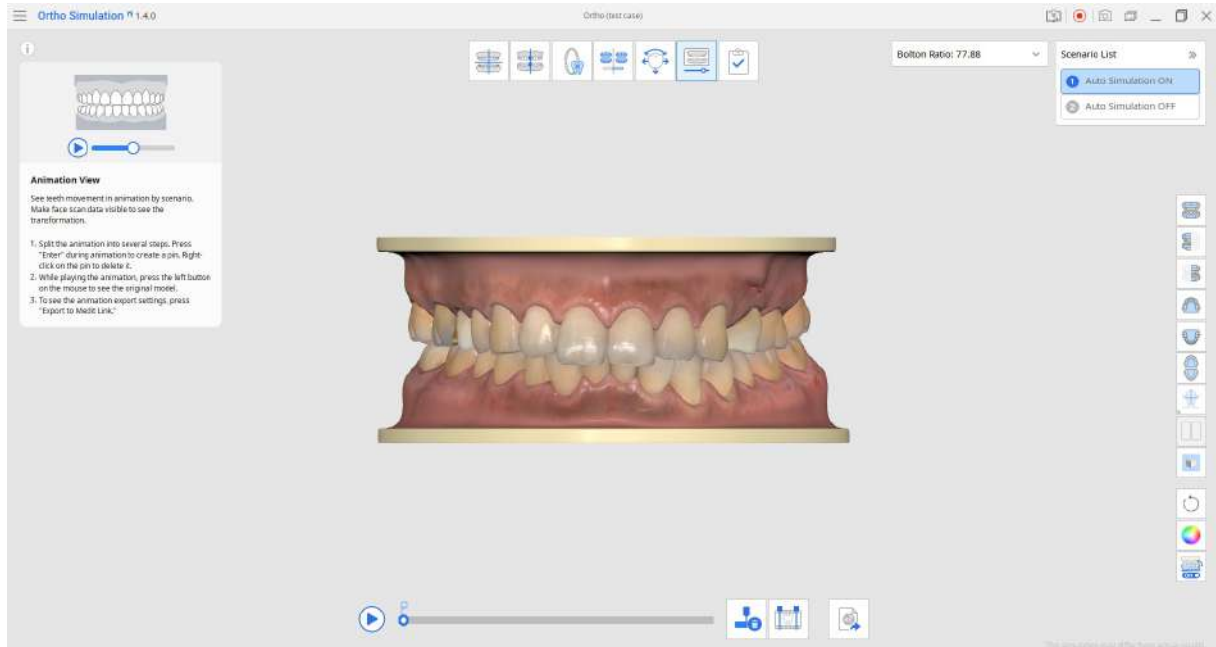 Ortho Simulation 1.4.0
Ortho (test case)
Bolton Ratio: 77.88
Scenario List
1 Auto Simulation ON
2 Auto Simulation OFF
Animation View
See teeth movement in animation by scenario.
Make face scan data visible to see the
transformation.
1. Split the animation into several steps. Press
"Enter" during animation to create a pin. Right-
click on the pin to delete it.
2. While playing the animation, press the left button
on the mouse to see the original model.
3. To see the animation export settings, press
"Export to Medit Link."
ON